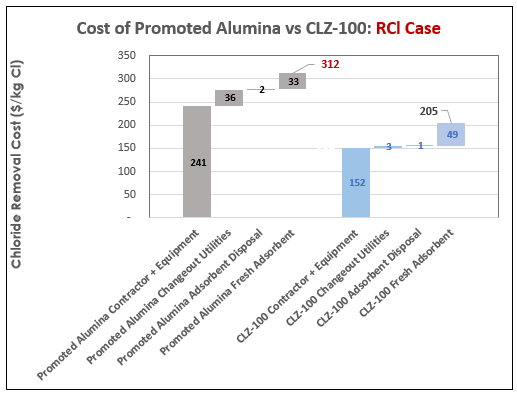 Cost of Promoted Alumina vs CLZ-100: RCl Case
Chloride Removal Cost ($/kg Cl)
350
300
250
200
150
100
50
-
241
36
2
33
312
152
3
1
49
205
Promoted Alumina Contractor + Equipment
Promoted Alumina Changeout Utilities
Promoted Alumina Adsorbent Disposal
Promoted Alumina Fresh Adsorbent
CLZ-100 Contractor + Equipment
CLZ-100 Changeout Utilities
CLZ-100 Adsorbent Disposal
CLZ-100 Fresh Adsorbent